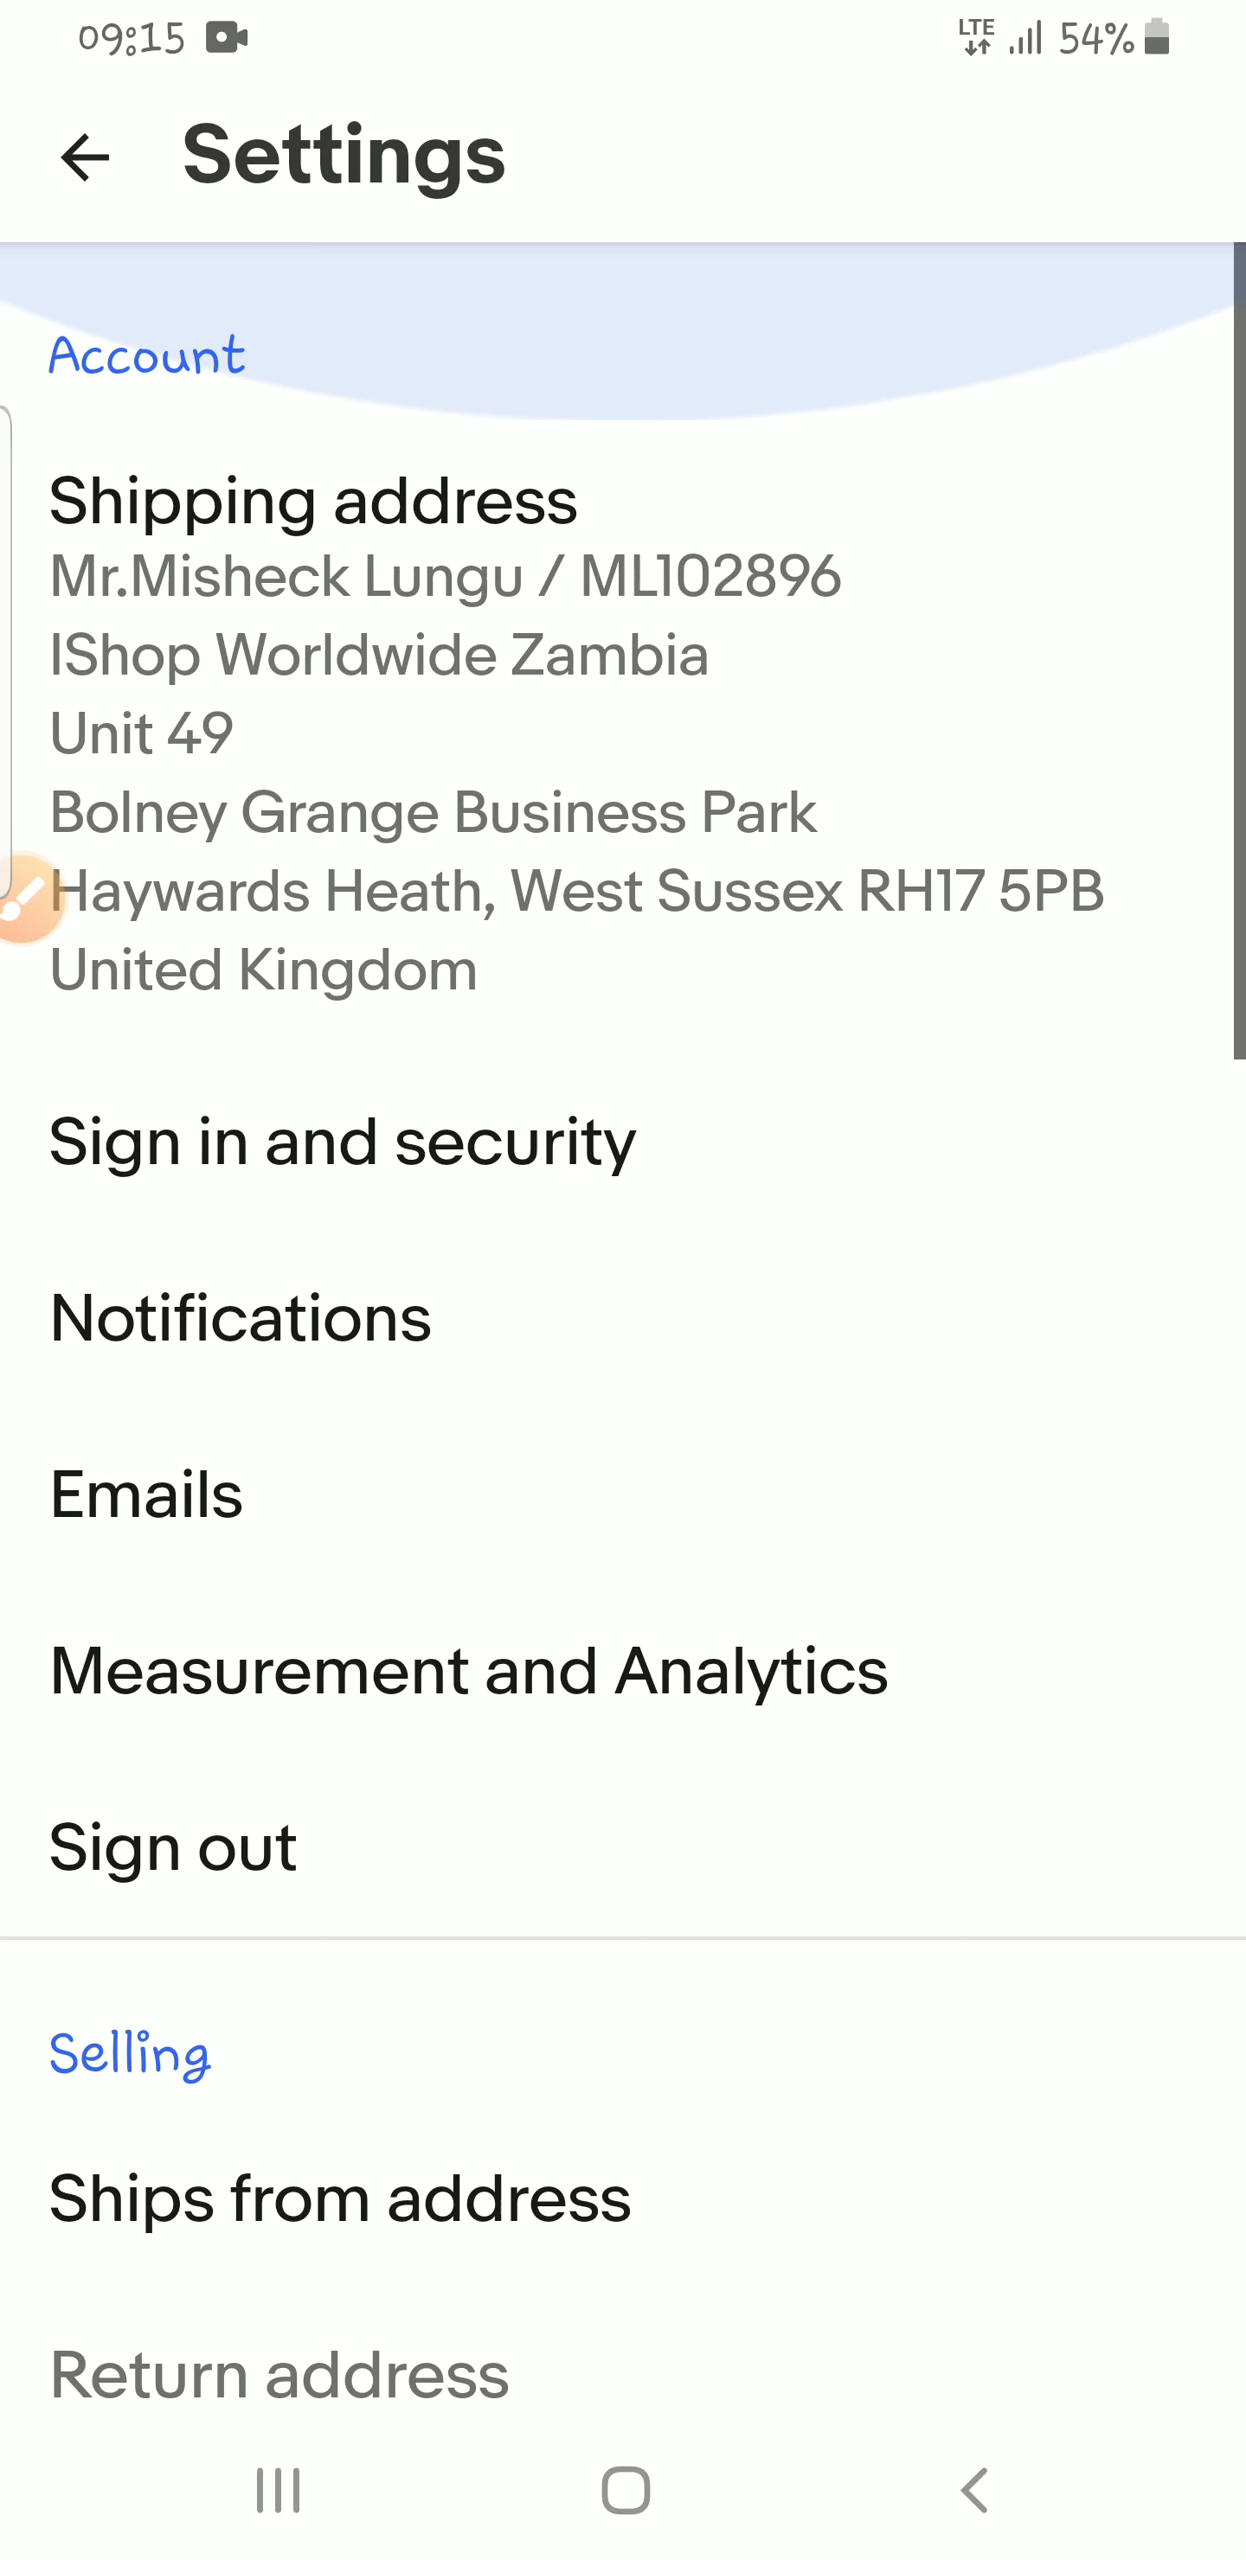 09:15
LTE 54%
Settings
Account
Shipping address
Mr.Misheck Lungu / ML102896
IShop Worldwide Zambia
Unit 49
Bolney Grange Business Park
Haywards Heath, West Sussex RH17 5PB
United Kingdom
Sign in and security
Notifications
Emails
Measurement and Analytics
Sign out
Selling
Ships from address
Return address